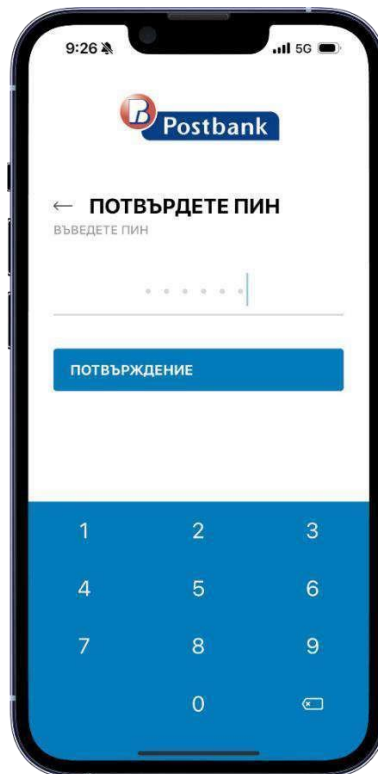 9:26
5G
Postbank
← ПОТВЪРДЕТЕ ПИН
ВЪВЕДЕТЕ ПИН
ПОТВЪРЖДЕНИЕ
1 2 3
4 5 6
7 8 9
0